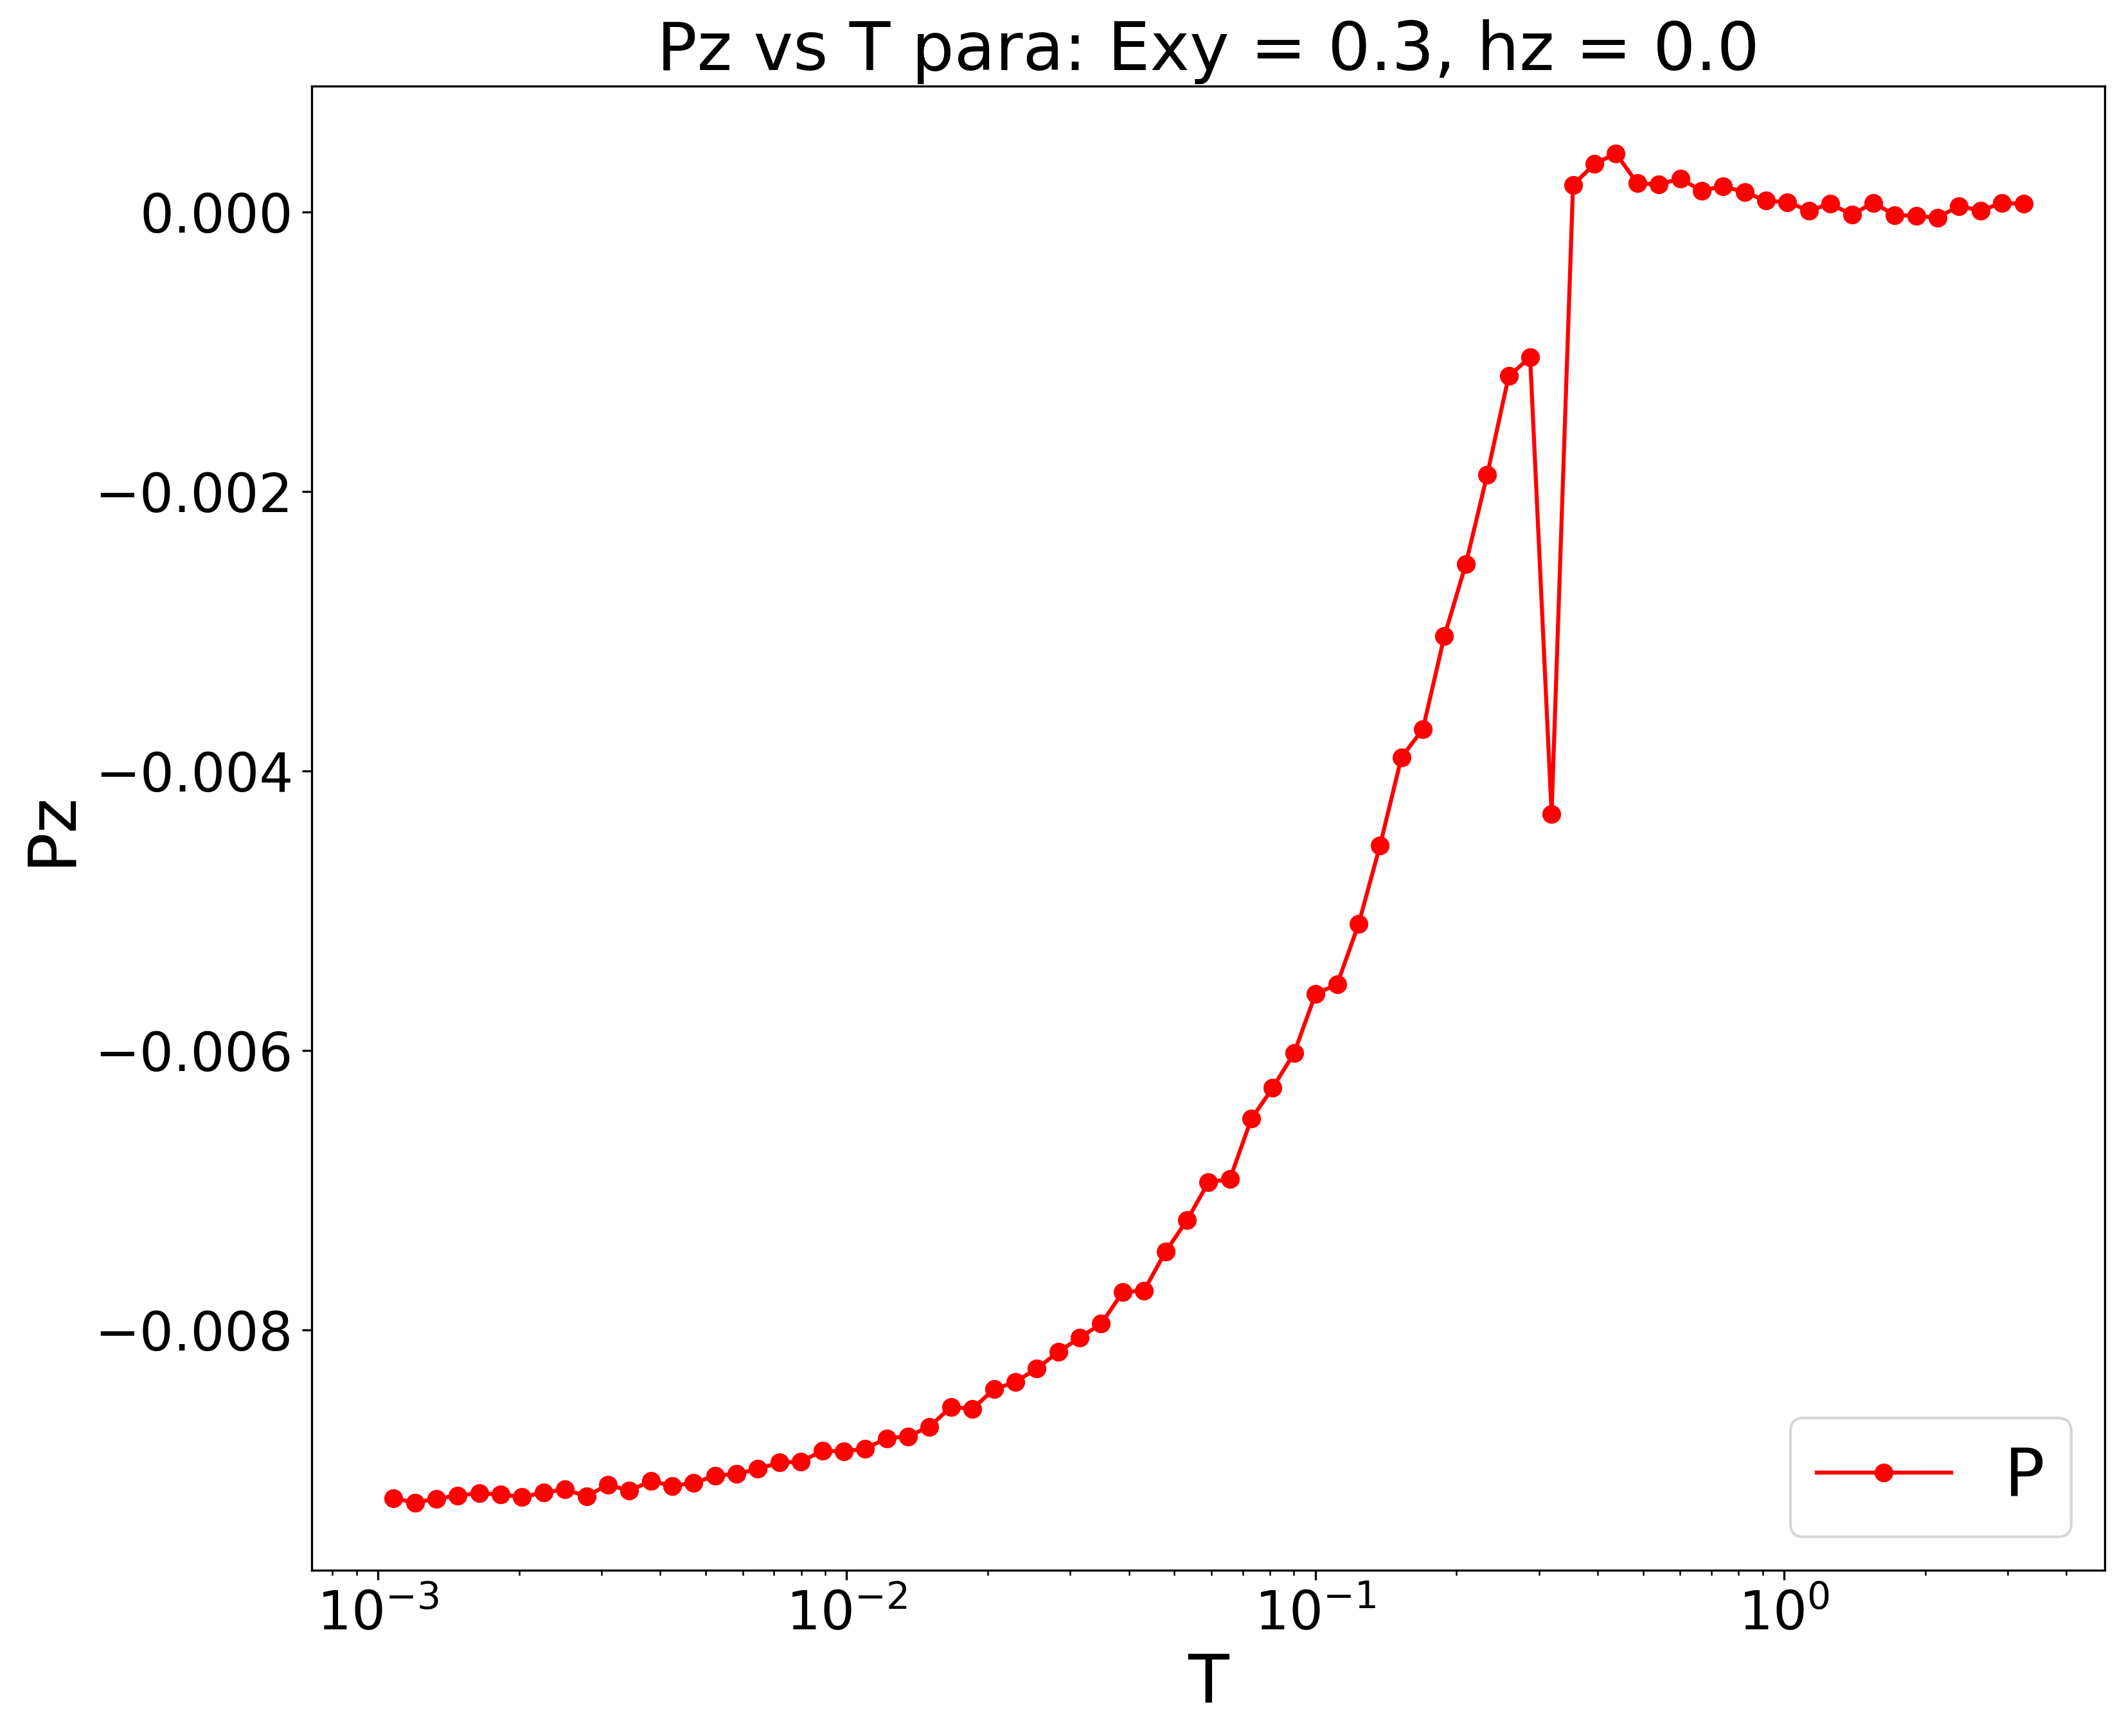 Pz vs T para: Exy = 0.3, hz = 0.0
Pz
0.000
−0.002
−0.004
−0.006
−0.008
P
10⁻³ 10⁻² 10⁻¹ 10⁰
T